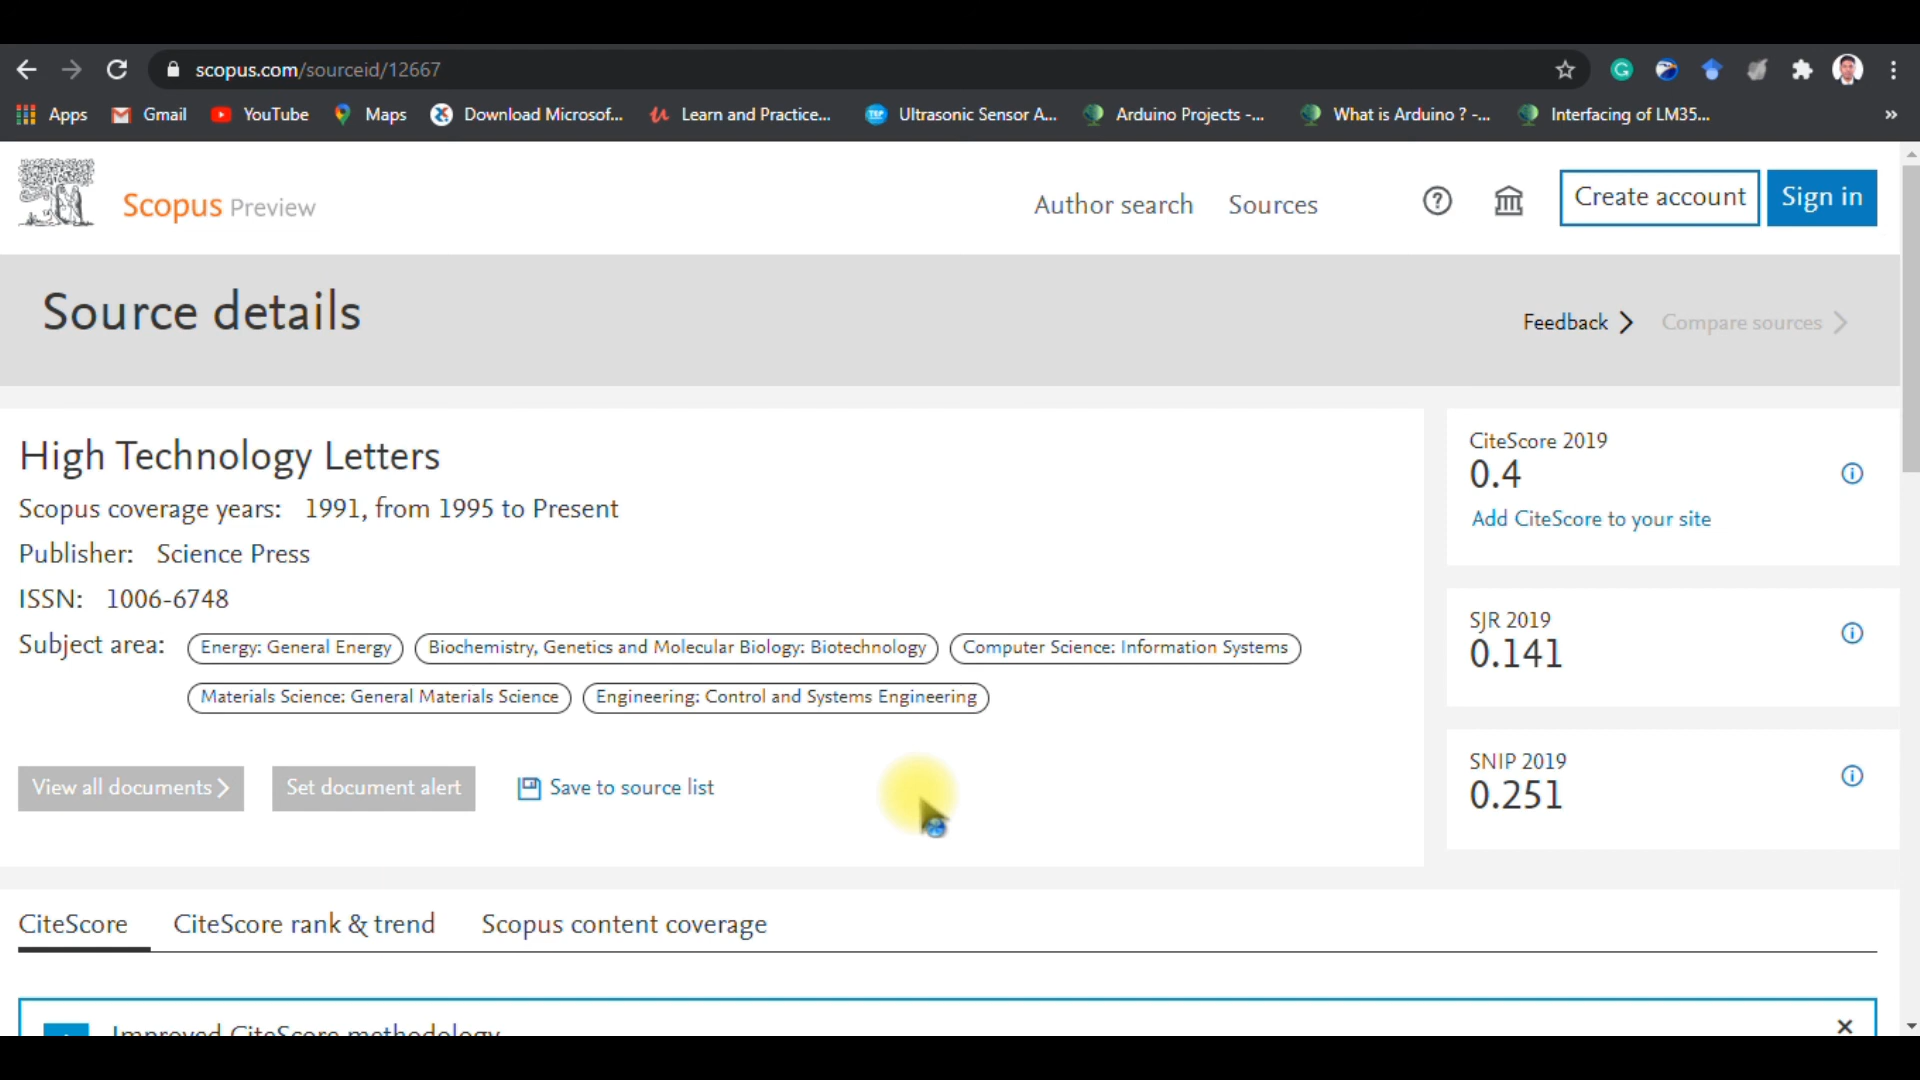 scopus.com/sourceid/12667
Apps Gmail YouTube Maps Download Microsof... Learn and Practice... Ultrasonic Sensor A... Arduino Projects -... What is Arduino ? -... Interfacing of LM35... »
Scopus Preview Author search Sources Create account Sign in
Source details
Feedback Compare sources
High Technology Letters
Scopus coverage years: 1991, from 1995 to Present
Publisher: Science Press
ISSN: 1006-6748
Subject area: Energy: General Energy Biochemistry, Genetics and Molecular Biology: Biotechnology Computer Science: Information Systems
Materials Science: General Materials Science Engineering: Control and Systems Engineering
View all documents Set document alert Save to source list
CiteScore 2019
0.4
Add CiteScore to your site
SJR 2019
0.141
SNIP 2019
0.251
CiteScore CiteScore rank & trend Scopus content coverage
Improved CiteScore methodology